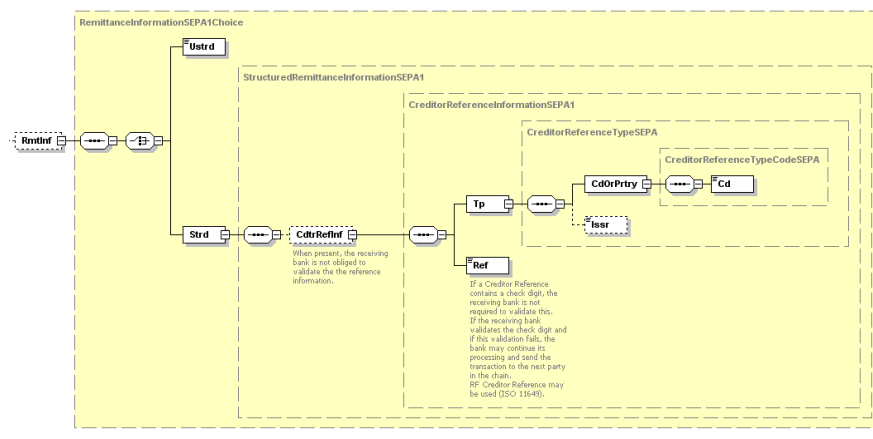 RemittanceInformationSEPA1Choice
Ustrd
StructuredRemittanceInformationSEPA1
CreditorReferenceInformationSEPA1
CreditorReferenceTypeSEPA
RmtInf
CreditorReferenceTypeCodeSEPA
CdOrPrtry
Cd
Tp
Issr
Strd
CdtrRefInf
When present, the receiving
bank is not obliged to
validate the the reference
information.
Ref
If a Creditor Reference
contains a check digit, the
receiving bank is not
required to validate this.
If the receiving bank
validates the check digit and
if this validation fails, the
bank may continue its
processing and send the
transaction to the next party
in the chain.
RF Creditor Reference may
be used (ISO 11649).